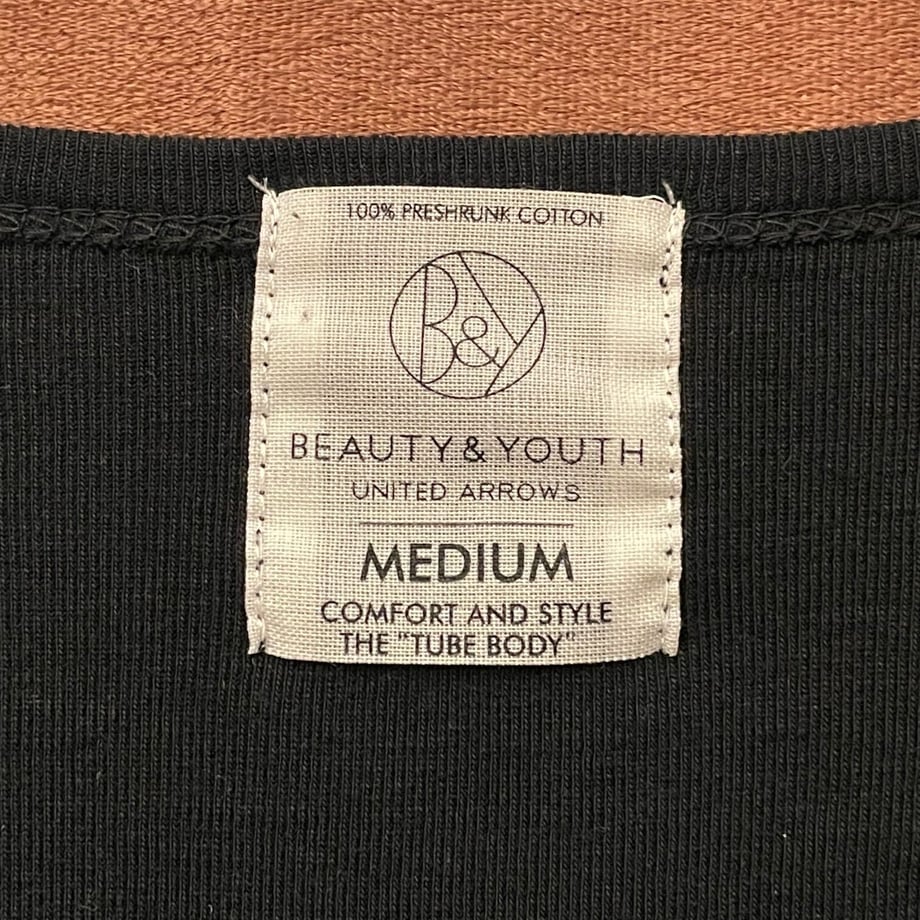 100% PRESHRUNK COTTON
B&Y
BEAUTY & YOUTH
UNITED ARROWS
MEDIUM
COMFORT AND STYLE
THE "TUBE BODY"